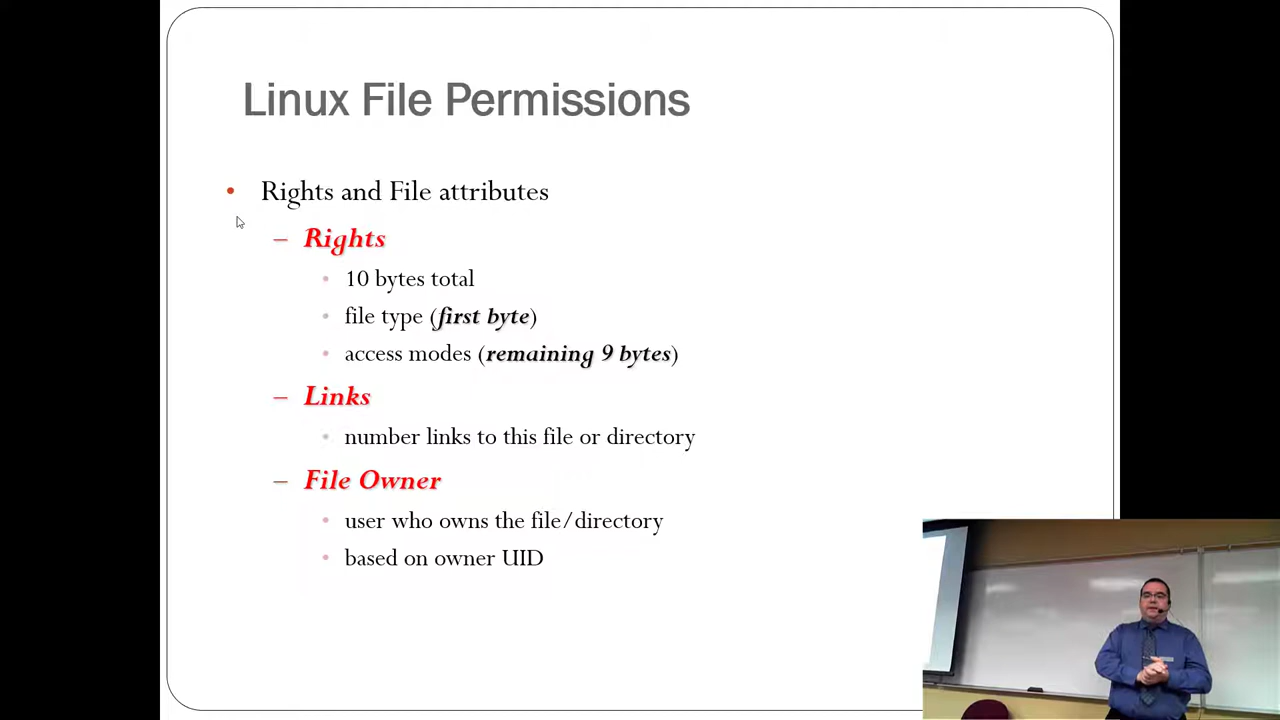 Linux File Permissions
• Rights and File attributes
– Rights
• 10 bytes total
• file type (first byte)
• access modes (remaining 9 bytes)
– Links
• number links to this file or directory
– File Owner
• user who owns the file/directory
• based on owner UID